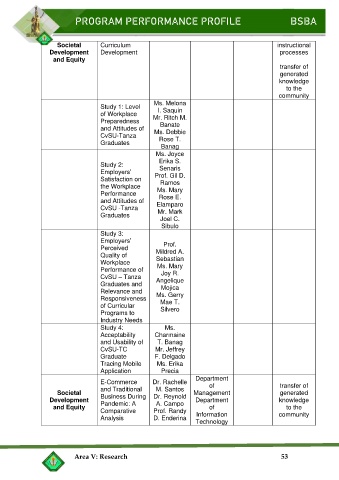 PROGRAM PERFORMANCE PROFILE BSBA
Societal
Development
and Equity
Curriculum
Development
instructional
processes
transfer of
generated
knowledge
to the
community
Study 1: Level
of Workplace
Preparedness
and Attitudes of
CvSU-Tanza
Graduates
Ms. Melona
I. Saquin
Mr. Ritch M.
Banate
Ms. Debbie
Rose T.
Banag
Study 2:
Employers'
Satisfaction on
the Workplace
Performance
and Attitudes of
CvSU -Tanza
Graduates
Ms. Joyce
Erika S.
Senaris
Prof. Gil D.
Ramos
Ms. Mary
Rose E.
Elamparo
Mr. Mark
Joel C.
Sibulo
Study 3:
Employers'
Perceived
Quality of
Workplace
Performance of
CvSU – Tanza
Graduates and
Relevance and
Responsiveness
of Curricular
Programs to
Industry Needs
Prof.
Mildred A.
Sebastian
Ms. Mary
Joy R.
Angelique
Mojica
Ms. Gerry
Mae T.
Silvero
Study 4:
Acceptability
and Usability of
CvSU-TC
Graduate
Tracing Mobile
Application
Ms.
Charmaine
T. Banag
Mr. Jeffrey
F. Delgado
Ms. Erika
Precia
Societal
Development
and Equity
E-Commerce
and Traditional
Business During
Pandemic: A
Comparative
Analysis
Dr. Rachelle
M. Santos
Dr. Reynold
A. Campo
Prof. Randy
D. Enderina
Department
of
Management
Department
of
Information
Technology
transfer of
generated
knowledge
to the
community
Area V: Research 53